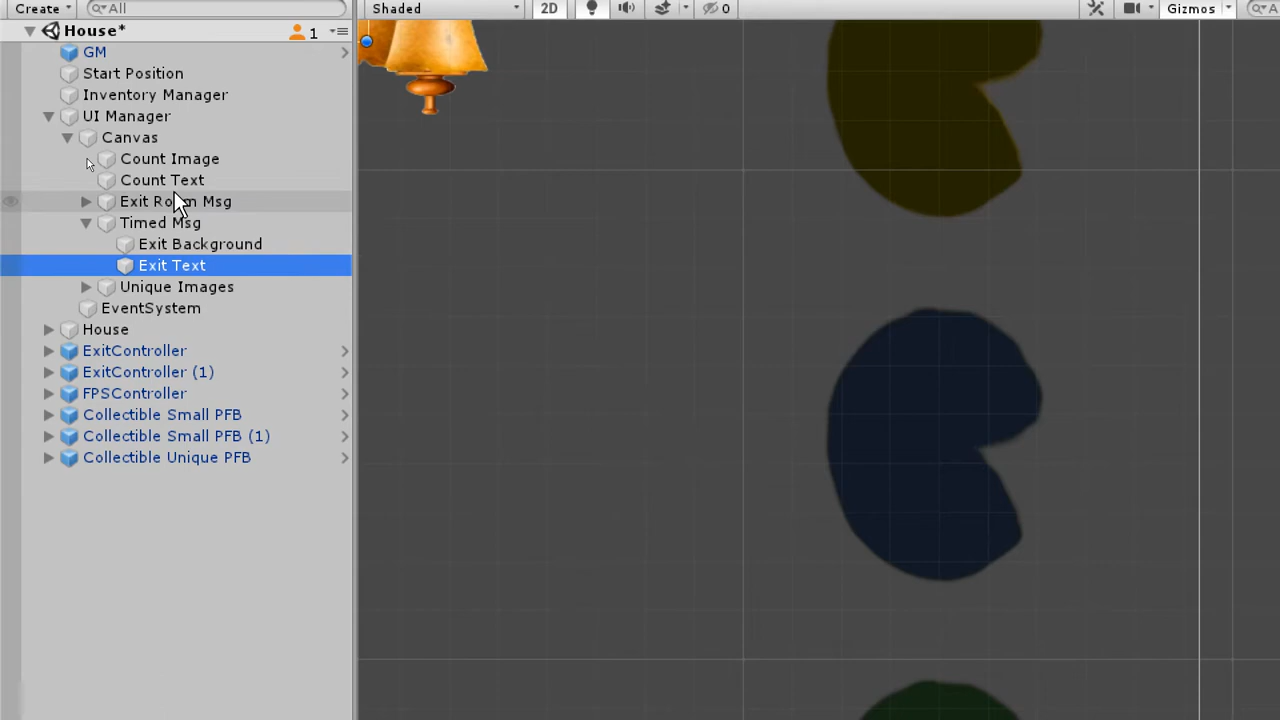 Create All Shaded 2D 0 Gizmos A
House* 1
GM
Start Position
Inventory Manager
UI Manager
Canvas
Count Image
Count Text
Exit Room Msg
Timed Msg
Exit Background
Exit Text
Unique Images
EventSystem
House
ExitController
ExitController (1)
FPSController
Collectible Small PFB
Collectible Small PFB (1)
Collectible Unique PFB